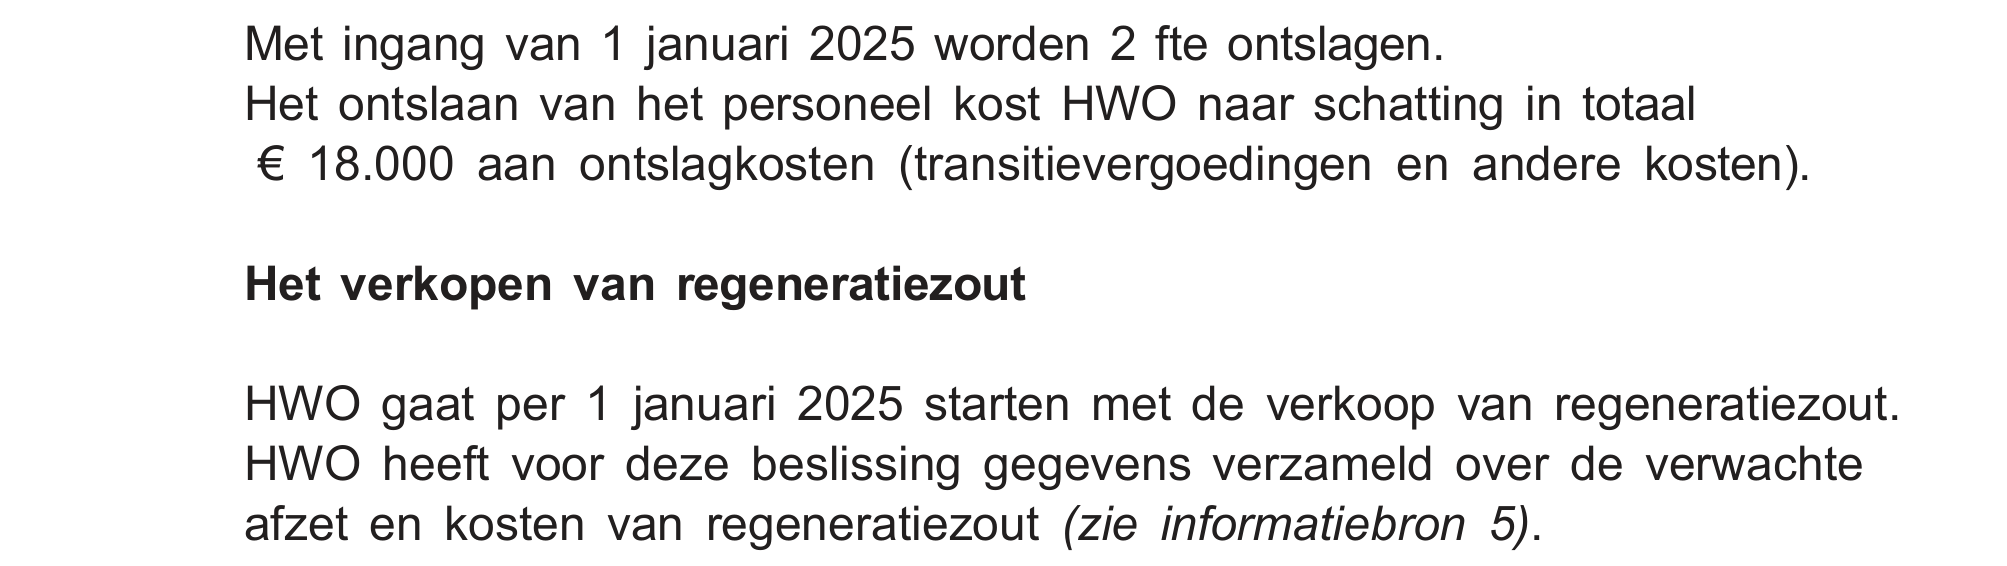 Met ingang van 1 januari 2025 worden 2 fte ontslagen.
Het ontslaan van het personeel kost HWO naar schatting in totaal
€ 18.000 aan ontslagkosten (transitievergoedingen en andere kosten).
Het verkopen van regeneratiezout
HWO gaat per 1 januari 2025 starten met de verkoop van regeneratiezout.
HWO heeft voor deze beslissing gegevens verzameld over de verwachte
afzet en kosten van regeneratiezout (zie informatiebron 5).